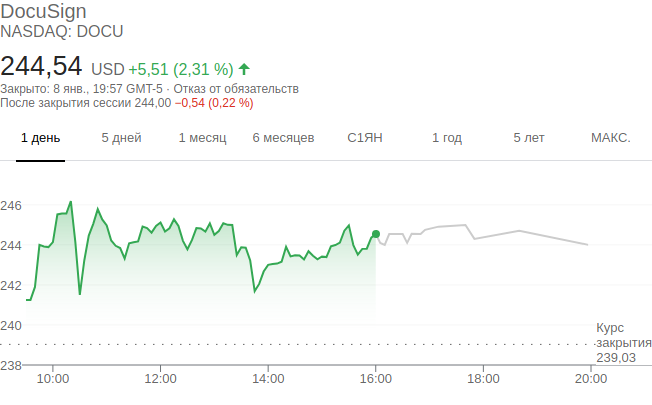 DocuSign
NASDAQ: DOCU
244,54 USD +5,51 (2,31 %)
Закрыто: 8 янв., 19:57 GMT-5 · Отказ от обязательств
После закрытия сессии 244,00 −0,54 (0,22 %)
1 день 5 дней 1 месяц 6 месяцев С1ЯН 1 год 5 лет МАКС.
246
244
242
240
238
Курс
закрытия
239,03
10:00 12:00 14:00 16:00 18:00 20:00